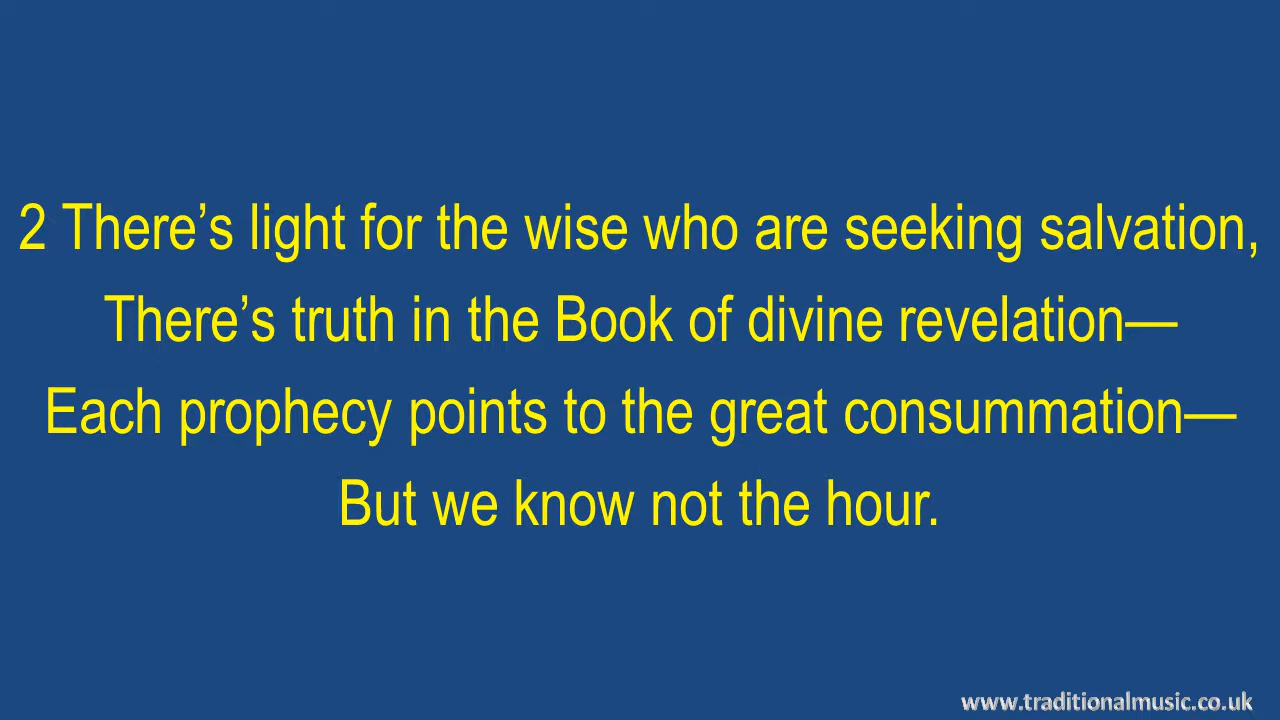 2 There’s light for the wise who are seeking salvation,
There’s truth in the Book of divine revelation—
Each prophecy points to the great consummation—
But we know not the hour.
www.traditionalmusic.co.uk